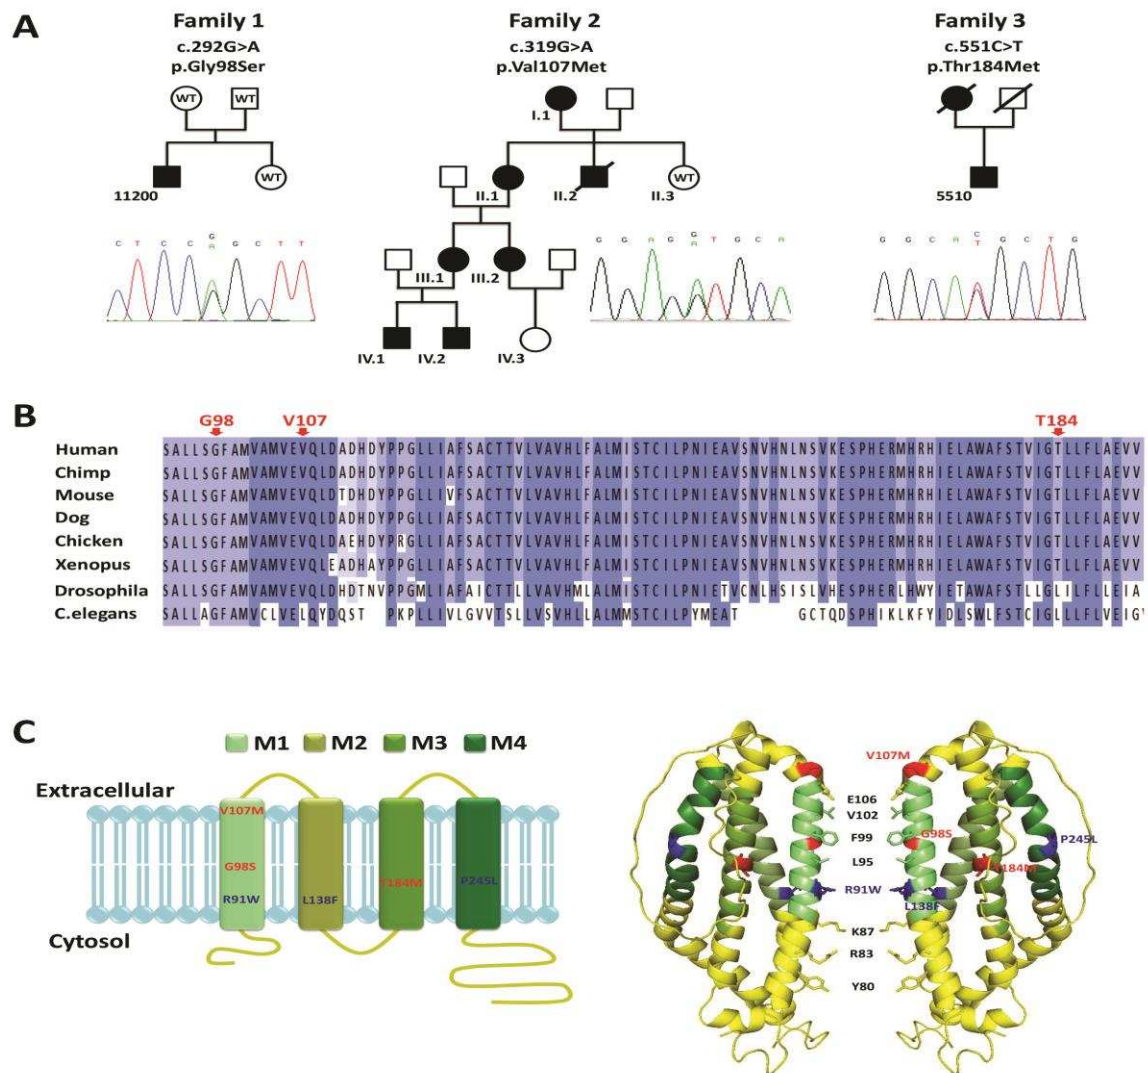 A
Family 1
c.292G>A
p.Gly98Ser
WT
WT
11200
WT
C T C C G A G C T T
Family 2
c.319G>A
p.Val107Met
I.1
II.1
II.2
WT
II.3
III.1
III.2
IV.1
IV.2
IV.3
G G A G G A T G C A
Family 3
c.551C>T
p.Thr184Met
5510
G G C A C T G C T G
B
G98 V107 T184
Human SALLSGFAMVAMVEVQLDADHDYPPGLLIAFSACTTVLVAVHLFALMISTCILPNIEAVSNVHNLNSVKESPHERMHRHIELAWAFSTVIGTLLFLAEVV
Chimp SALLSGFAMVAMVEVQLDADHDYPPGLLIAFSACTTVLVAVHLFALMISTCILPNIEAVSNVHNLNSVKESPHERMHRHIELAWAFSTVIGTLLFLAEVV
Mouse SALLSGFAMVAMVEVQLDTDHDYPPGLLIVFSACTTVLVAVHLFALMISTCILPNIEAVSNVHNLNSVKESPHERMHRHIELAWAFSTVIGTLLFLAEVV
Dog SALLSGFAMVAMVEVQLDADHDYPPGLLIAFSACTTVLVAVHLFALMISTCILPNIEAVSNVHNLNSVKESPHERMHRHIELAWAFSTVIGTLLFLAEVV
Chicken SALLSGFAMVAMVEVQLDAEHDYPRGLLIAFSACTTVLVAVHLFALMISTCILPNIEAVSNVHNLNSVKESPHERMHRHIELAWAFSTVIGTLLFLAEVV
Xenopus SALLSGFAMVAMVEVQLEADHAYPPGLLIAFSACTTVLVAVHLFALMISTCILPNIEAVSNVHNLNSVKESPHERMHRHIELAWAFSTVIGTLLFLAEVV
Drosophila SALLSGFAMVAMVEVQLDHDTNVPPGMLIAFAICTTLLVAVHMLALMISTCILPNIETVCNLHSISLVHESPHERLHWYIETAWAFSTLLGLILFLLEIA
C.elegans SALLAGFAMVCLVELQYDQST PKPLLIVLGVVTSLLVSVHLLALMMSTCILPYMEAT GCTQDSPHIKLKFYIDLSWLFSTCIGLLLFLVEIG
C
M1 M2 M3 M4
Extracellular
V107M
G98S
R91W
L138F
T184M
P245L
Cytosol
V107M
E106
V102
F99
G98S
L95
R91W
L138F
T184M
P245L
K87
R83
Y80